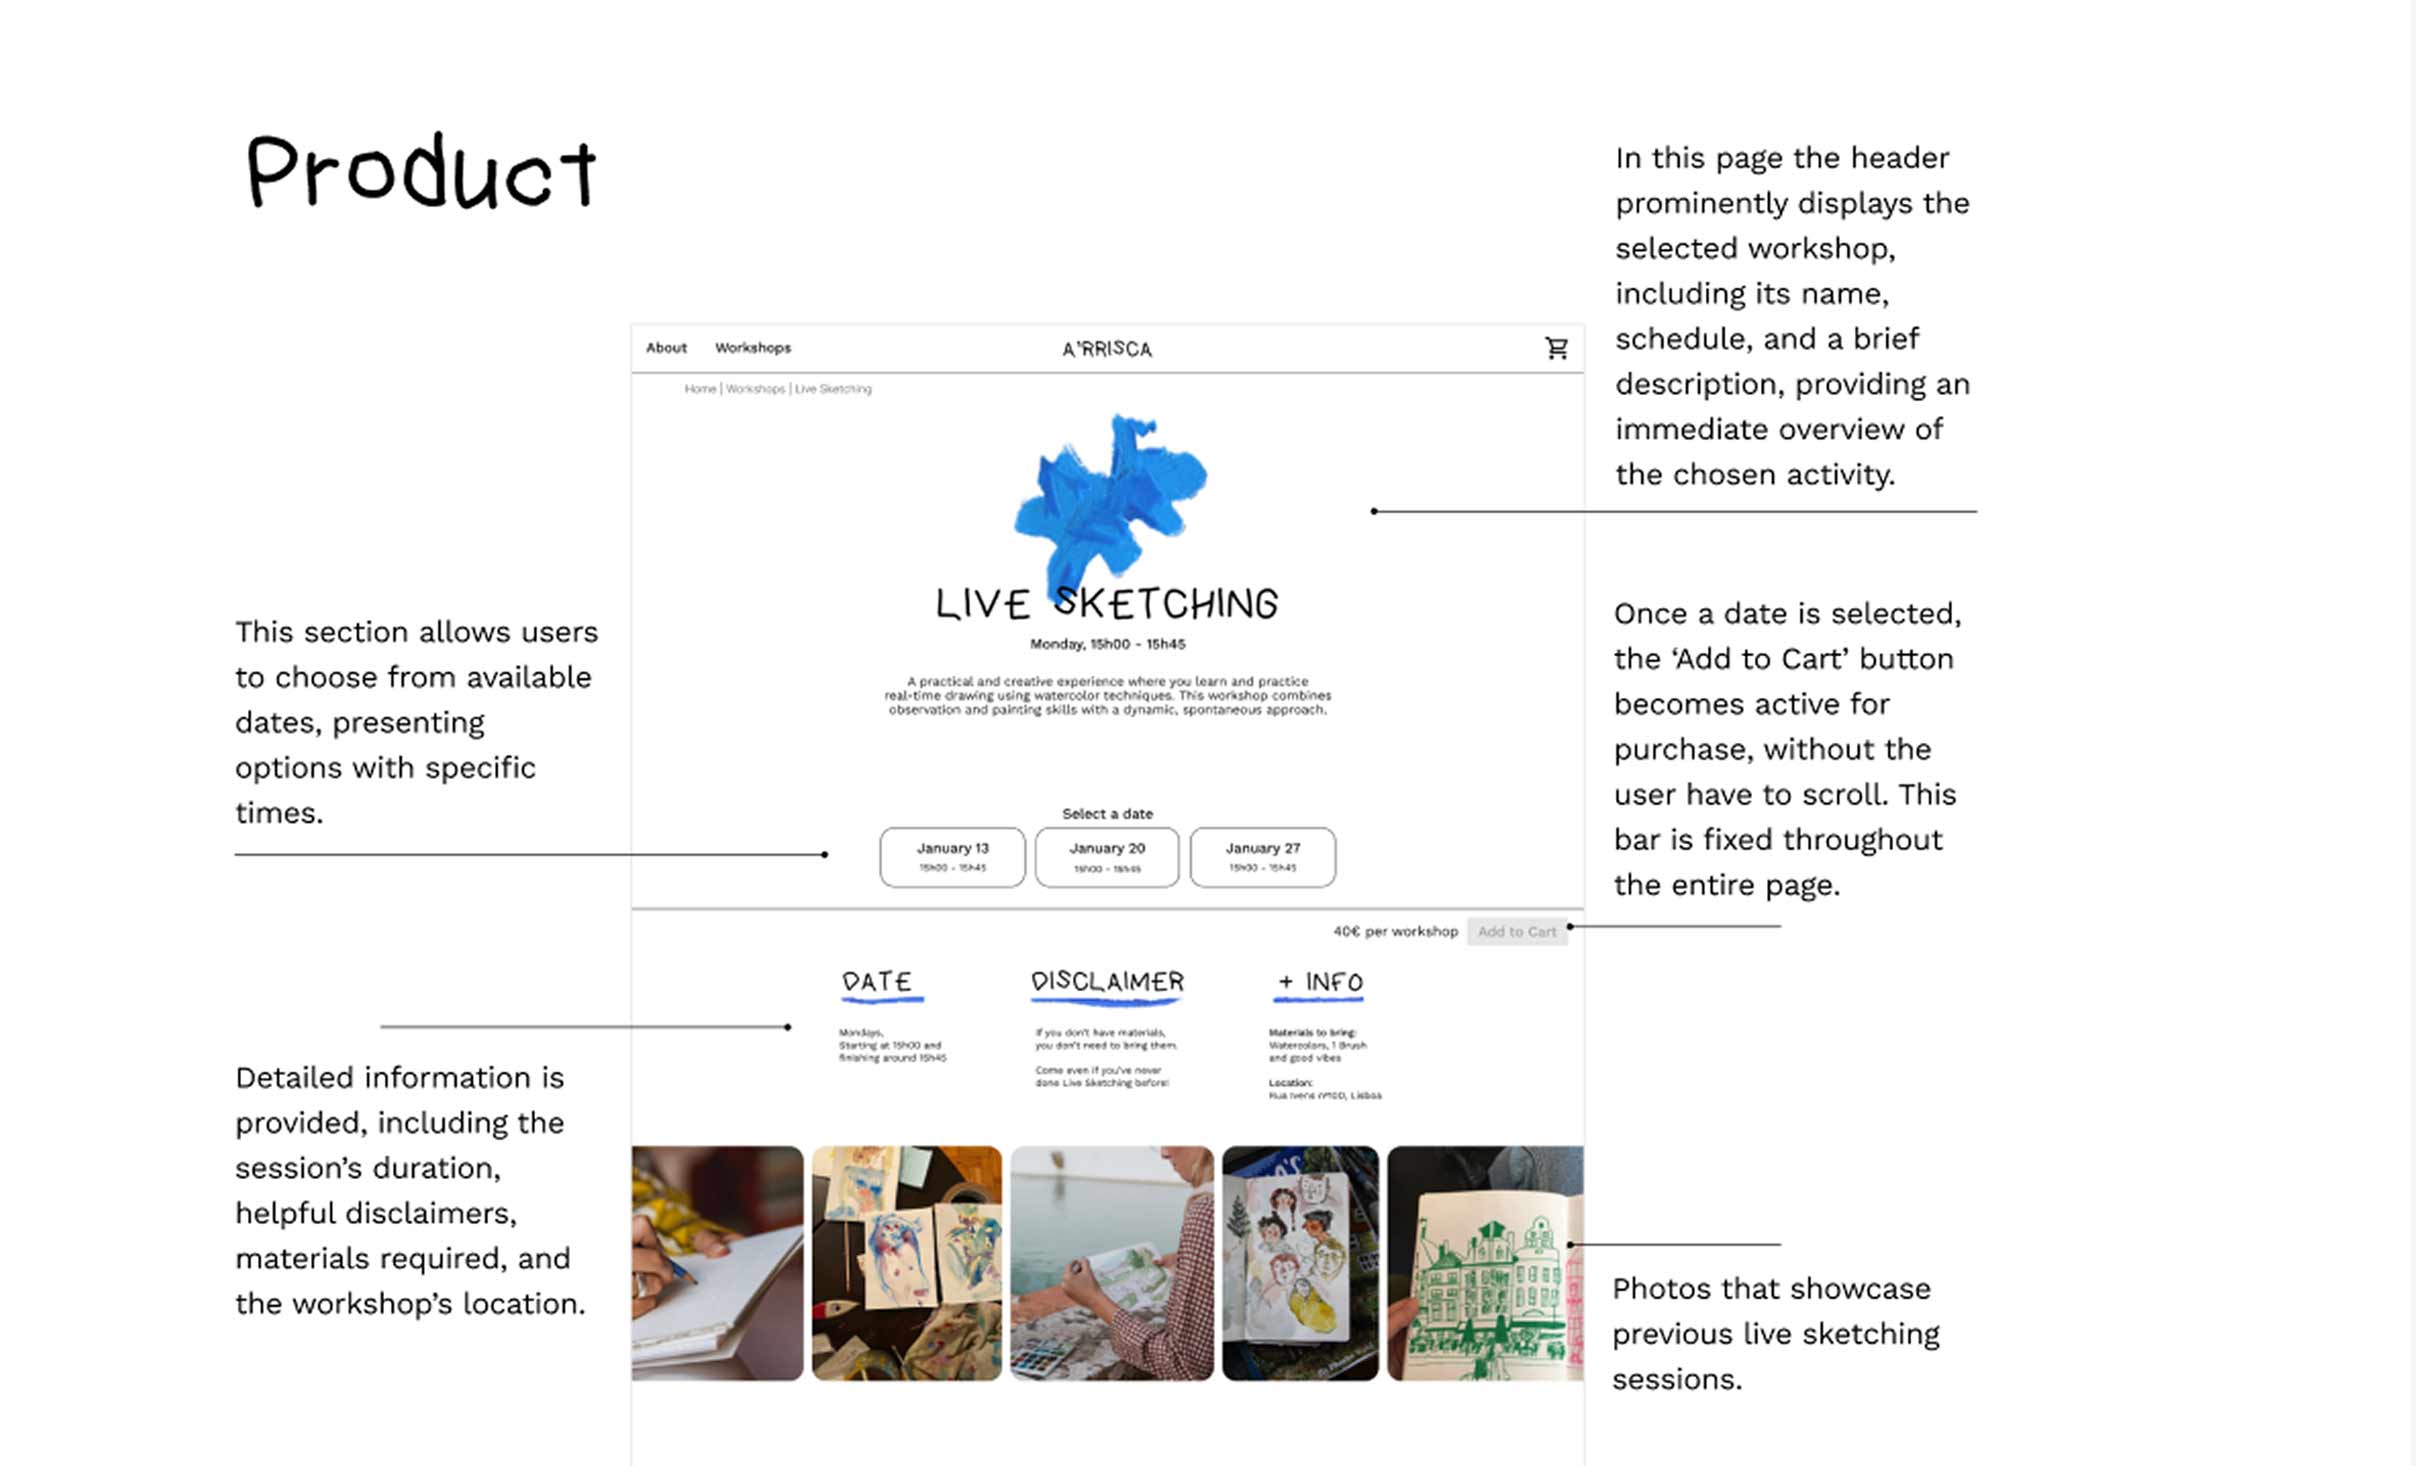 Product
In this page the header
prominently displays the
selected workshop,
including its name,
schedule, and a brief
description, providing an
immediate overview of
the chosen activity.
About Workshops A'RRISCA
Home | Workshops | Live Sketching
LIVE SKETCHING
Monday, 15h00 - 15h45
A practical and creative experience where you learn and practice
real-time drawing using watercolor techniques. This workshop combines
observation and painting skills with a dynamic, spontaneous approach.
This section allows users
to choose from available
dates, presenting
options with specific
times.
Once a date is selected,
the ‘Add to Cart’ button
becomes active for
purchase, without the
user have to scroll. This
bar is fixed throughout
the entire page.
Select a date
January 13 January 20 January 27
15h00 - 15h45 15h00 - 15h45 15h00 - 15h45
40€ per workshop Add to Cart
DATE
Mondays,
Starting at 15h00 and
finishing around 15h45
DISCLAIMER
If you don't have materials,
you don't need to bring them.
Come even if you've never
done Live Sketching before!
+ INFO
Materials to bring:
Watercolors, 1 Brush
and good vibes
Location:
Rua Ivens Lisboa
Detailed information is
provided, including the
session’s duration,
helpful disclaimers,
materials required, and
the workshop’s location.
Photos that showcase
previous live sketching
sessions.